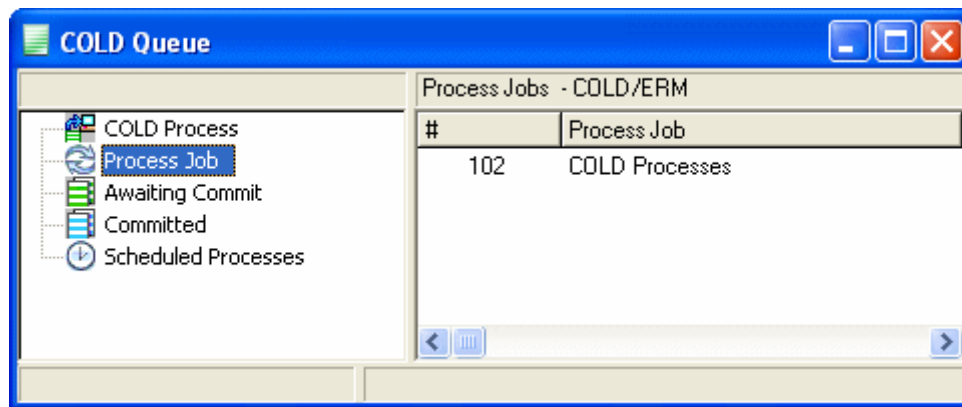 COLD Queue
Process Jobs - COLD/ERM
COLD Process
Process Job
Awaiting Commit
Committed
Scheduled Processes
# Process Job
102 COLD Processes